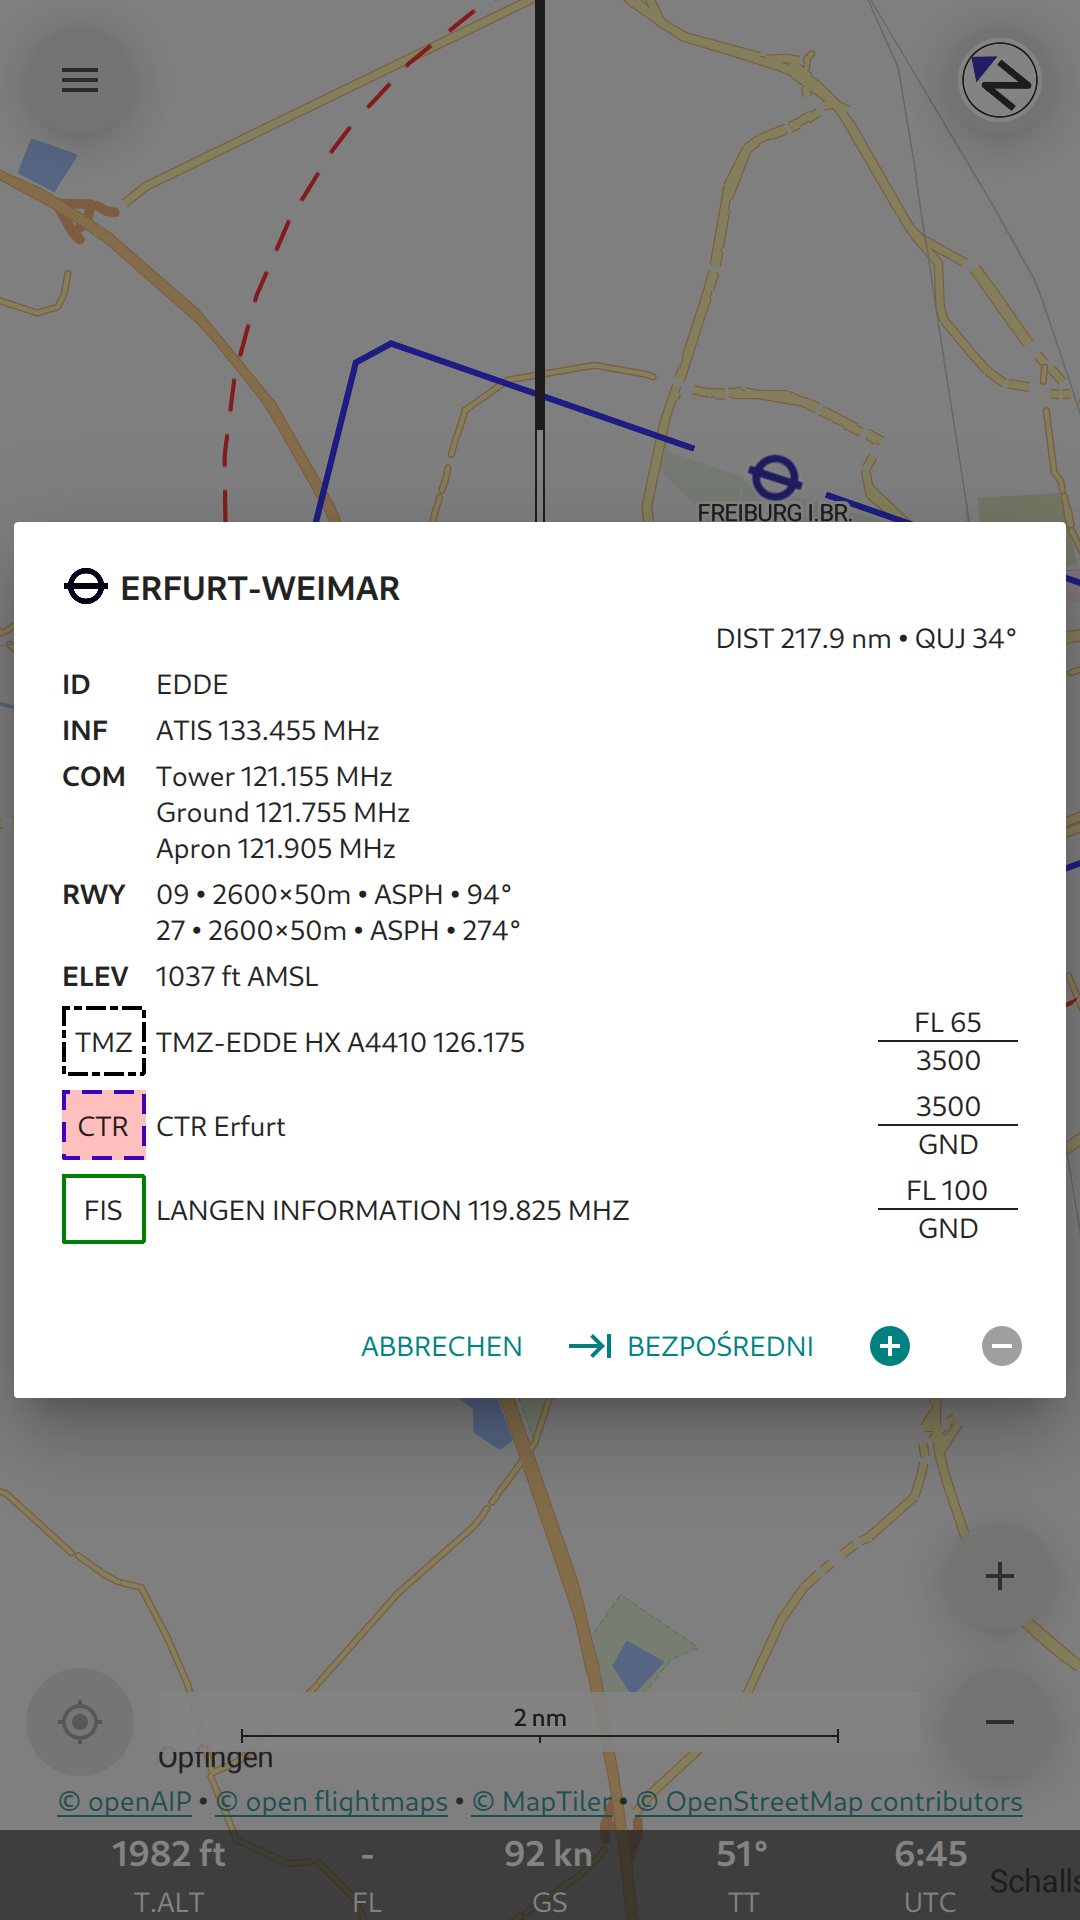 N
FREIBURG I.BR.
ERFURT-WEIMAR
DIST 217.9 nm • QUJ 34°
ID EDDE
INF ATIS 133.455 MHz
COM Tower 121.155 MHz
Ground 121.755 MHz
Apron 121.905 MHz
RWY 09 • 2600×50m • ASPH • 94°
27 • 2600×50m • ASPH • 274°
ELEV 1037 ft AMSL
TMZ TMZ-EDDE HX A4410 126.175 FL 65
3500
CTR CTR Erfurt 3500
GND
FIS LANGEN INFORMATION 119.825 MHZ FL 100
GND
ABBRECHEN BEZPOŚREDNI
2 nm
Opfingen
© openAIP • © open flightmaps • © MapTiler • © OpenStreetMap contributors
1982 ft - 92 kn 51° 6:45
T.ALT FL GS TT UTC
Schalls